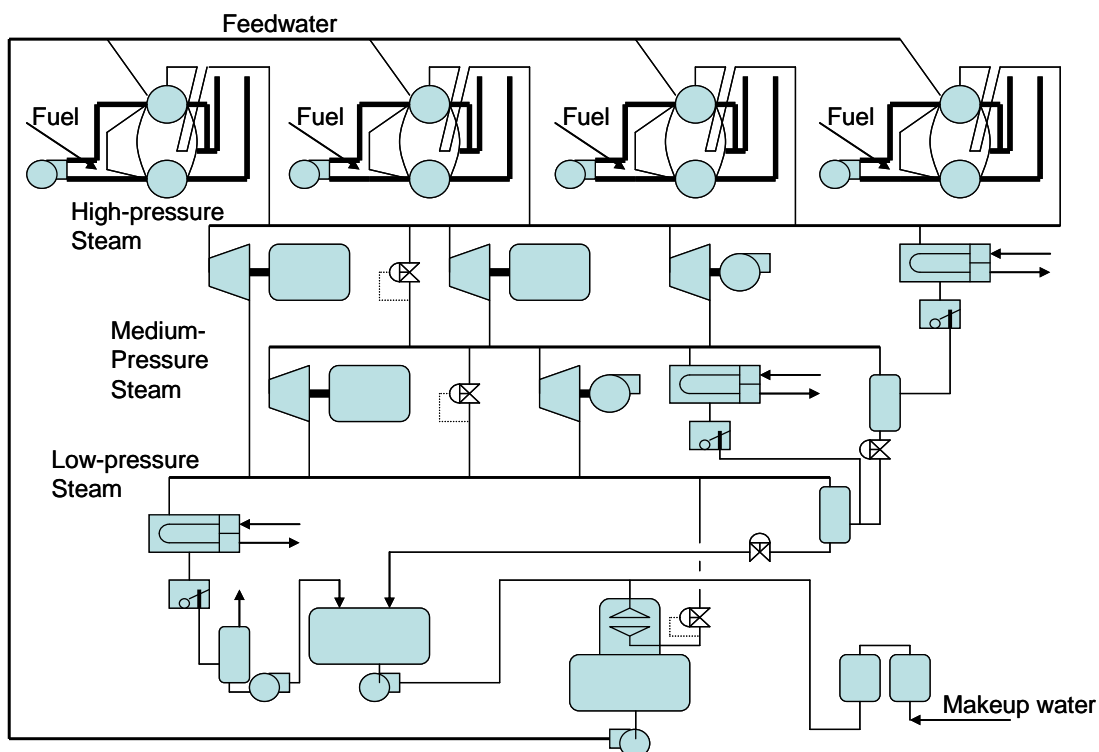 Feedwater
Fuel
Fuel
Fuel
Fuel
High-pressure
Steam
Medium-
Pressure
Steam
Low-pressure
Steam
Makeup water